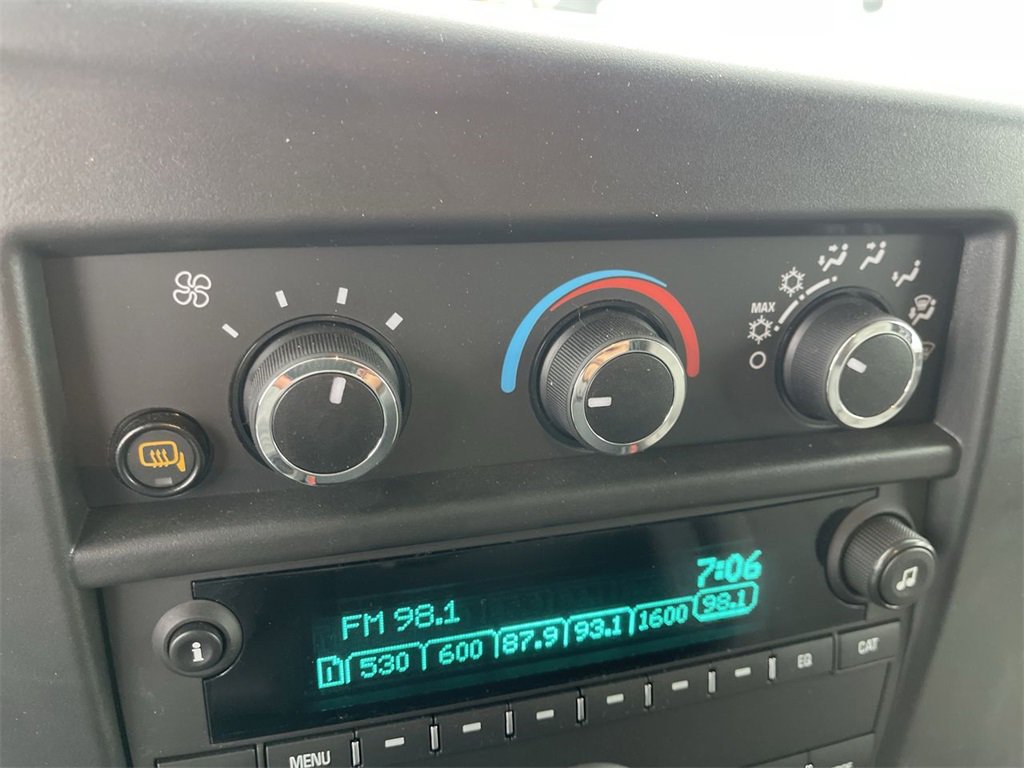 MAX
7:06
FM 98.1
1 530 600 87.9 93.1 1600 98.1
i
EQ CAT
MENU